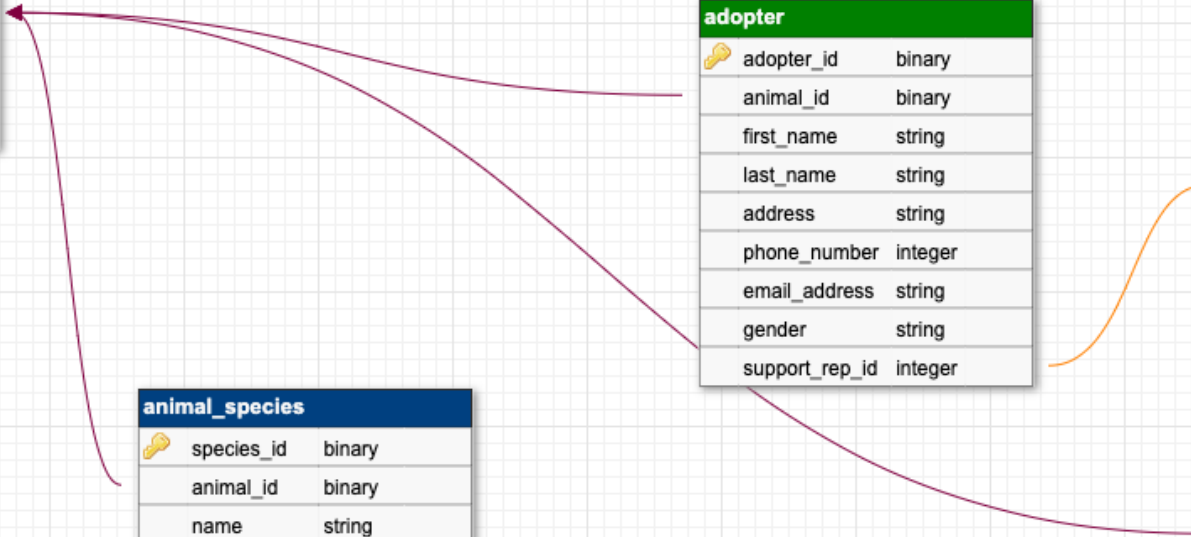 adopter
adopter_id binary
animal_id binary
first_name string
last_name string
address string
phone_number integer
email_address string
gender string
support_rep_id integer
animal_species
species_id binary
animal_id binary
name string